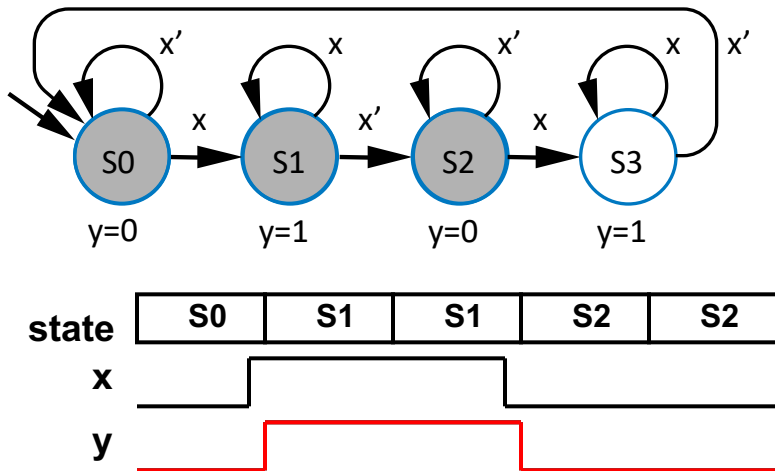 x’ x x’ x x’
x x’ x
S0 S1 S2 S3
y=0 y=1 y=0 y=1
state S0 S1 S1 S2 S2
x
y